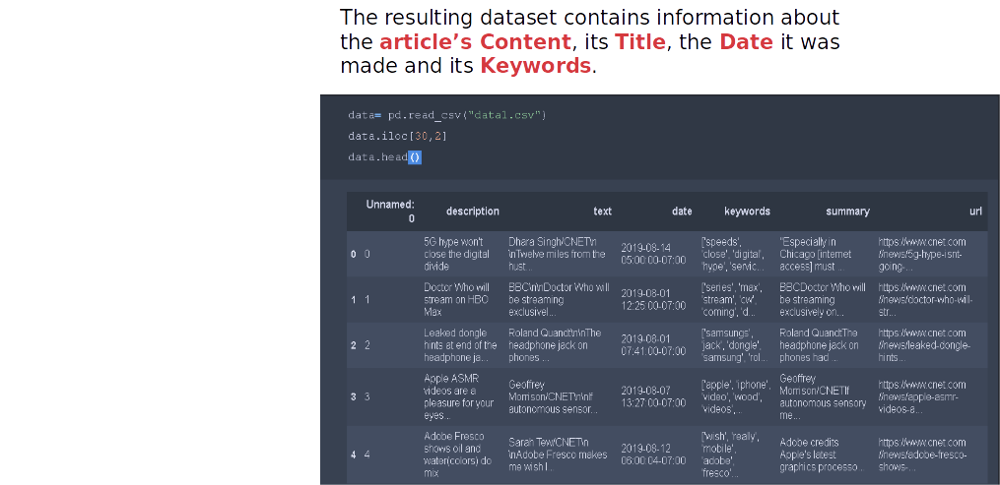 The resulting dataset contains information about
the article's Content, its Title, the Date it was
made and its Keywords.
data= pd.read_csv("data1.csv")
data.iloc[30,2]
data.head()
Unnamed: 0 description text date keywords summary url
0 0 5G hype won't close the digital divide Dhara Singh/CNET\n \nTwelve miles from the hust... 2019-08-14 05:00:00-07:00 ['speeds', 'close', 'digital', 'hype', 'servic... "Especially in Chicago [internet access] must ... https://www.cnet.com/news/5g-hype-isnt-going-...
1 1 Doctor Who will stream on HBO Max BBC\n\nDoctor Who will be streaming exclusivel... 2019-08-01 12:25:00-07:00 ['series', 'max', 'stream', 'cw', 'coming', 'd... BBCDoctor Who will be streaming exclusively on... https://www.cnet.com/news/doctor-who-will-str...
2 2 Leaked dongle hints at end of the headphone ja... Roland Quandt\n\nThe headphone jack on phones ... 2019-08-01 07:41:00-07:00 ['samsungs', 'jack', 'dongle', 'samsung', 'rol... Roland QuandtThe headphone jack on phones had ... https://www.cnet.com/news/leaked-dongle-hints...
3 3 Apple ASMR videos are a pleasure for your eyes... Geoffrey Morrison/CNET\n\nIf autonomous sensor... 2019-08-07 13:27:00-07:00 ['apple', 'iphone', 'video', 'wood', 'videos',... Geoffrey Morrison/CNETIf autonomous sensory me... https://www.cnet.com/news/apple-asmr-videos-a...
4 4 Adobe Fresco shows oil and water(colors) do mix Sarah Tew/CNET\n \nAdobe Fresco makes me wish I... 2019-08-12 06:00:04-07:00 ['wish', 'really', 'mobile', 'adobe', 'fresco'... Adobe credits Apple's latest graphics processo... https://www.cnet.com/news/adobe-fresco-shows-...